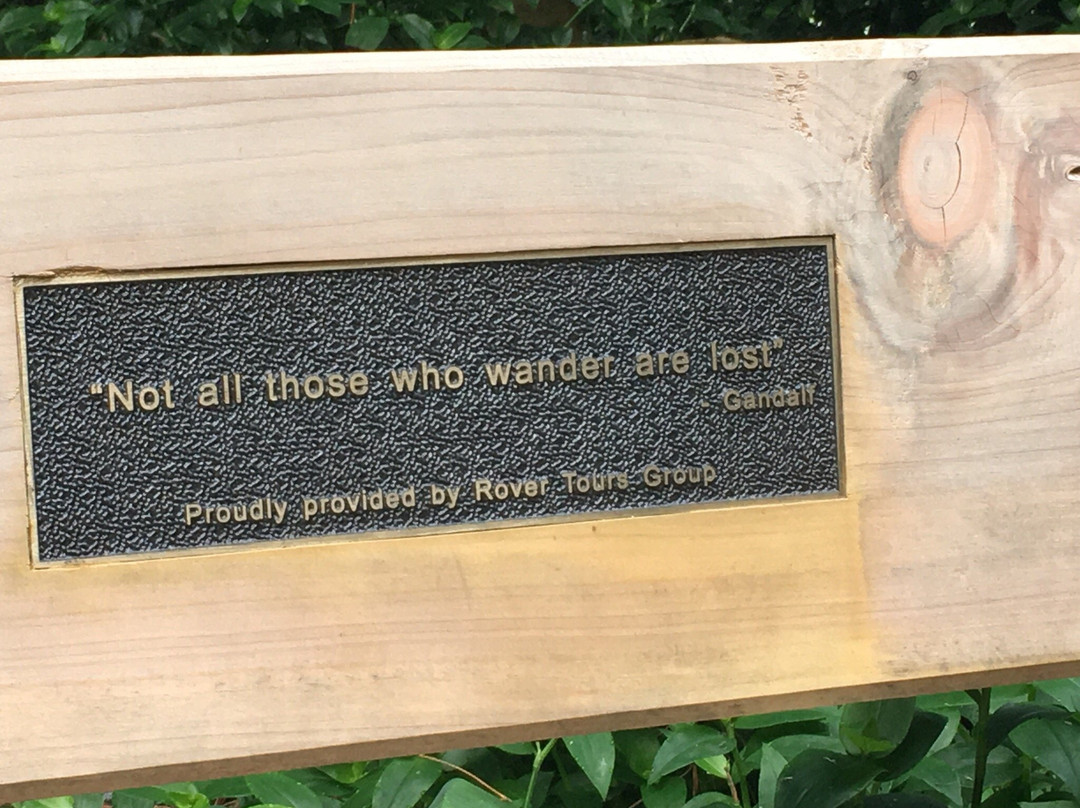 “Not all those who wander are lost”
- Gandalf
Proudly provided by Rover Tours Group